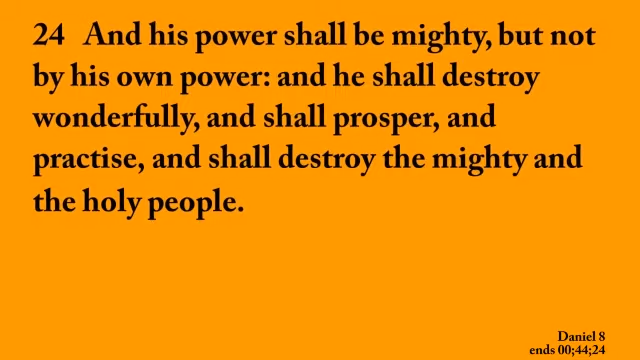 24 And his power shall be mighty, but not
by his own power: and he shall destroy
wonderfully, and shall prosper, and
practise, and shall destroy the mighty and
the holy people.
Daniel 8
ends 00;44;24